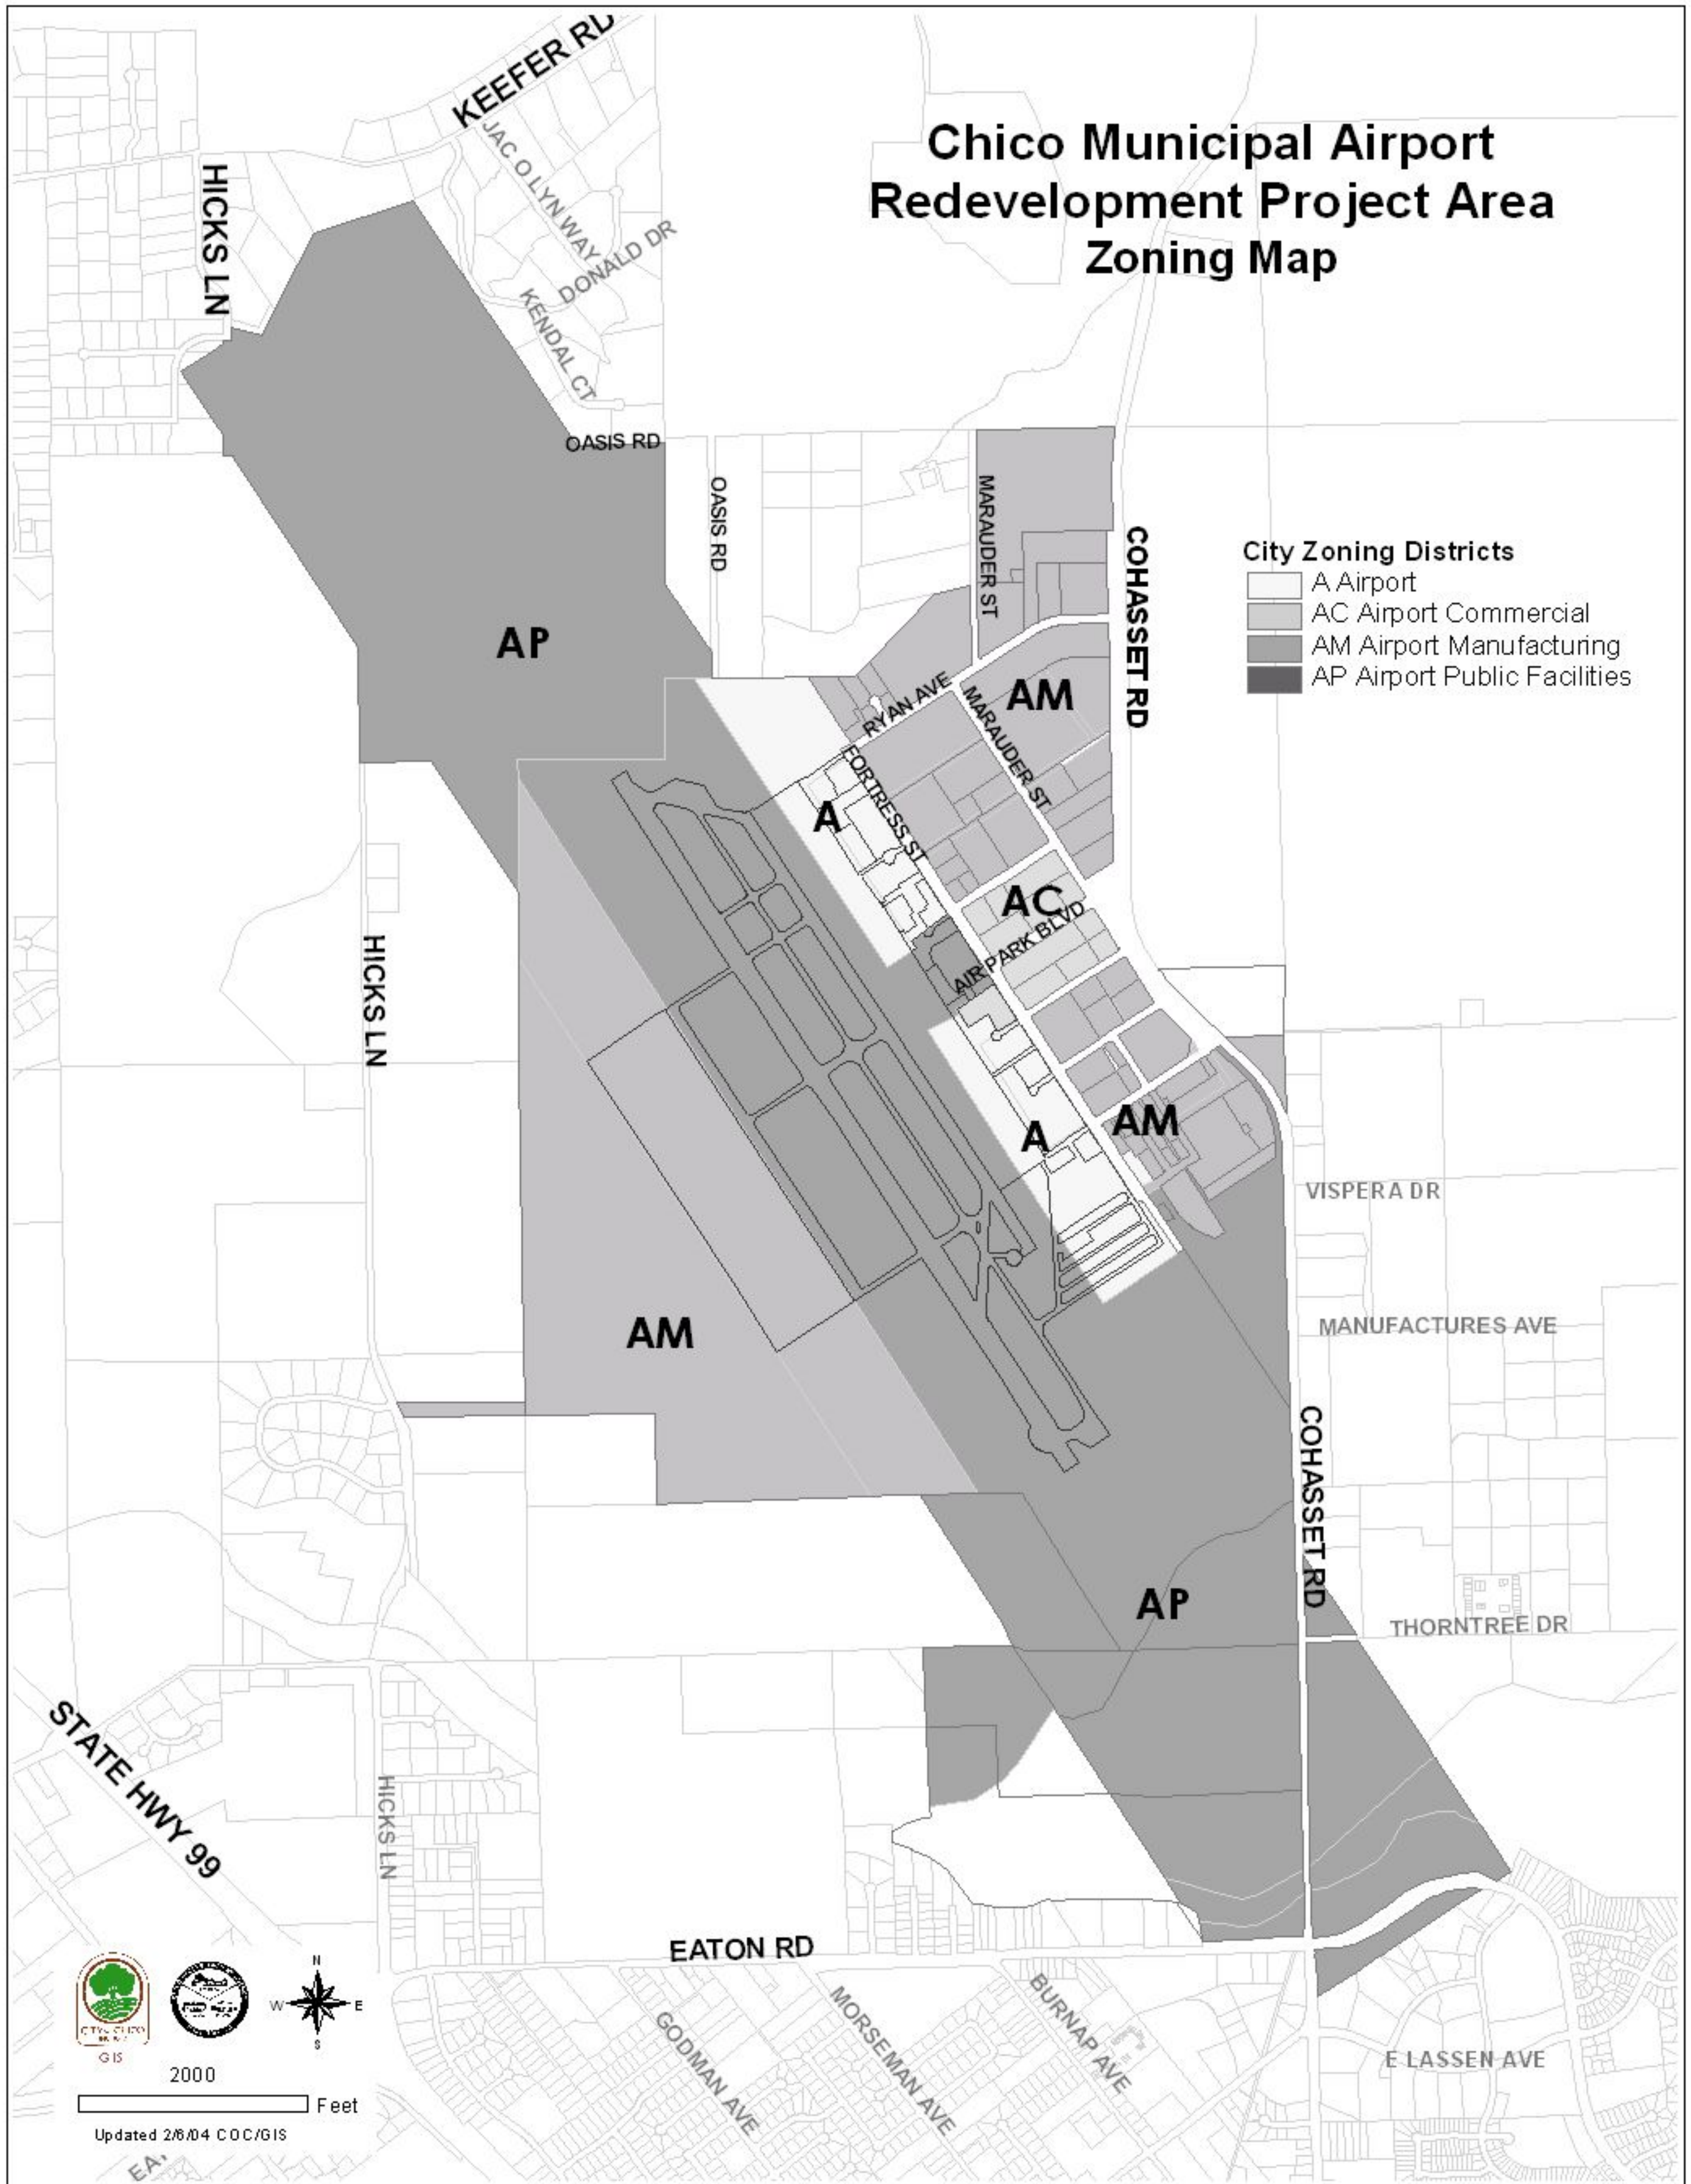 KEEFER RD
Chico Municipal Airport
Redevelopment Project Area
Zoning Map
JAC O LYN WAY
HICKS LN
DONALD DR
KENDAL CT
OASIS RD
OASIS RD
MARAUDER ST
COHASSET RD
City Zoning Districts
A Airport
AC Airport Commercial
AM Airport Manufacturing
AP Airport Public Facilities
AP
RYAN AVE
AM
MARAUDER ST
FORTRESS ST
A
AC
AIR PARK BLVD
HICKS LN
A
AM
VISPERA DR
AM
MANUFACTURES AVE
COHASSET RD
AP
THORNTREE DR
STATE HWY 99
HICKS LN
EATON RD
N
W E
S
GIS
GODMAN AVE
MORSEMAN AVE
BURNAP AVE
E LASSEN AVE
2000
Feet
Updated 2/6/04 COC/GIS